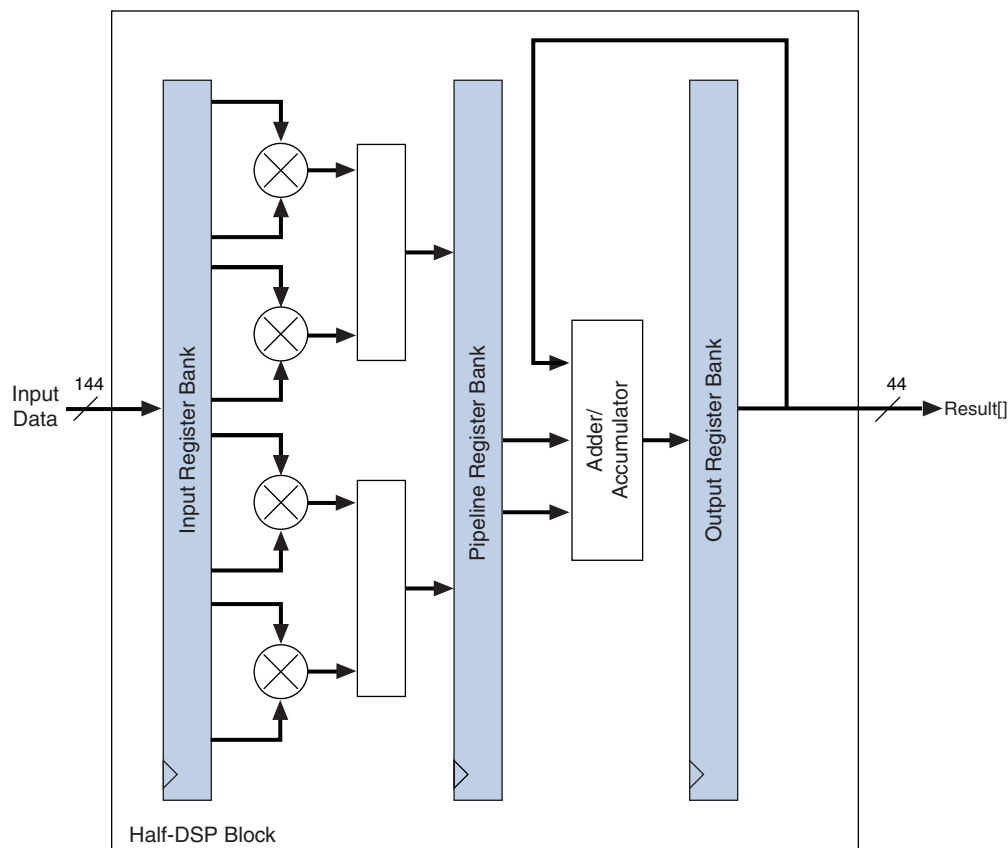 144
Input
Data
Input Register Bank
Pipeline Register Bank
Adder/
Accumulator
Output Register Bank
44
Result[]
Half-DSP Block